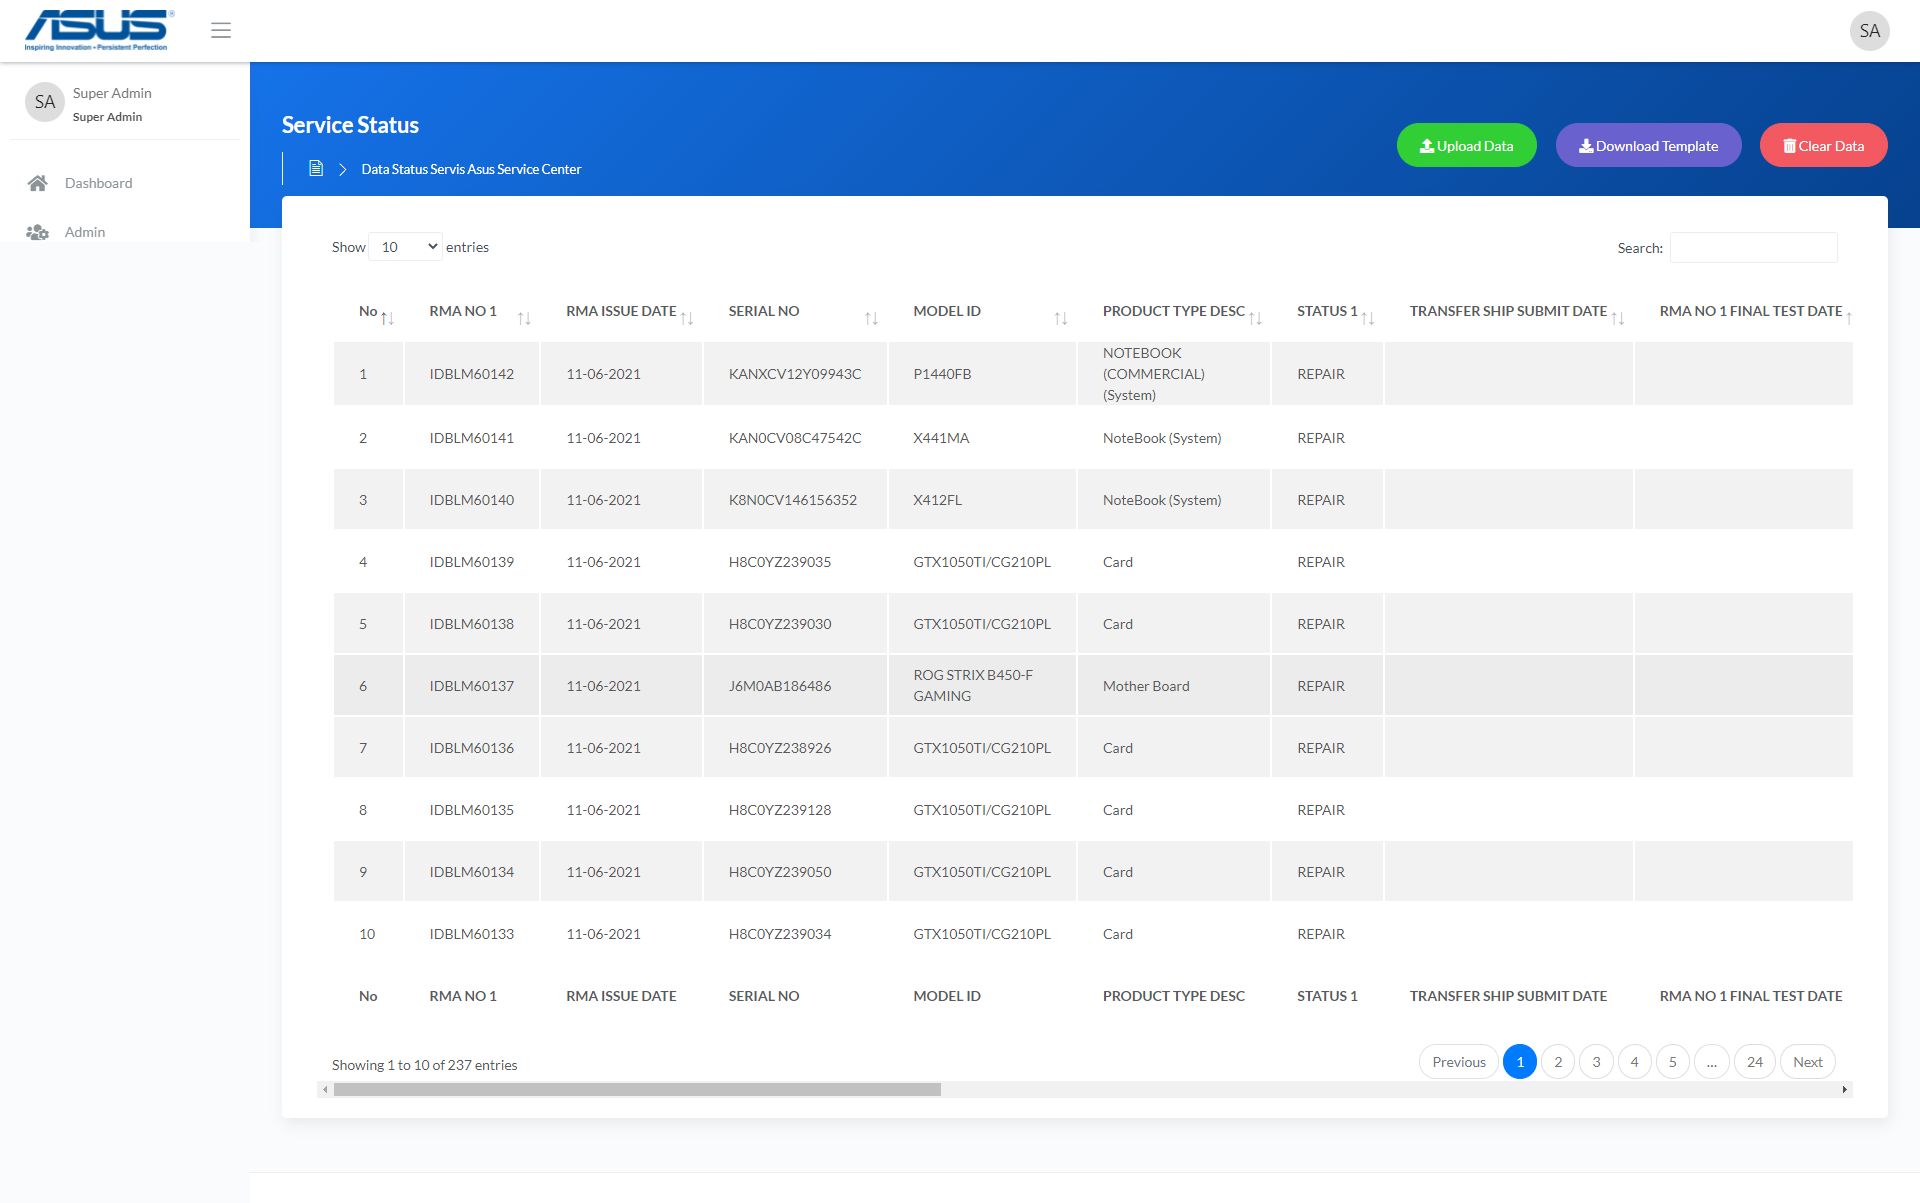 ASUS®
Inspiring Innovation • Persistent Perfection
SA
SA
Super Admin
Super Admin
Dashboard
Admin
Service Status
Data Status Servis Asus Service Center
Upload Data
Download Template
Clear Data
Show 10 entries
Search:
No RMA NO 1 RMA ISSUE DATE SERIAL NO MODEL ID PRODUCT TYPE DESC STATUS 1 TRANSFER SHIP SUBMIT DATE RMA NO 1 FINAL TEST DATE
1 IDBLM60142 11-06-2021 KANXCV12Y09943C P1440FB NOTEBOOK (COMMERCIAL) (System) REPAIR
2 IDBLM60141 11-06-2021 KAN0CV08C47542C X441MA NoteBook (System) REPAIR
3 IDBLM60140 11-06-2021 K8N0CV146156352 X412FL NoteBook (System) REPAIR
4 IDBLM60139 11-06-2021 H8C0YZ239035 GTX1050TI/CG210PL Card REPAIR
5 IDBLM60138 11-06-2021 H8C0YZ239030 GTX1050TI/CG210PL Card REPAIR
6 IDBLM60137 11-06-2021 J6M0AB186486 ROG STRIX B450-F GAMING Mother Board REPAIR
7 IDBLM60136 11-06-2021 H8C0YZ238926 GTX1050TI/CG210PL Card REPAIR
8 IDBLM60135 11-06-2021 H8C0YZ239128 GTX1050TI/CG210PL Card REPAIR
9 IDBLM60134 11-06-2021 H8C0YZ239050 GTX1050TI/CG210PL Card REPAIR
10 IDBLM60133 11-06-2021 H8C0YZ239034 GTX1050TI/CG210PL Card REPAIR
No RMA NO 1 RMA ISSUE DATE SERIAL NO MODEL ID PRODUCT TYPE DESC STATUS 1 TRANSFER SHIP SUBMIT DATE RMA NO 1 FINAL TEST DATE
Showing 1 to 10 of 237 entries
Previous 1 2 3 4 5 ... 24 Next